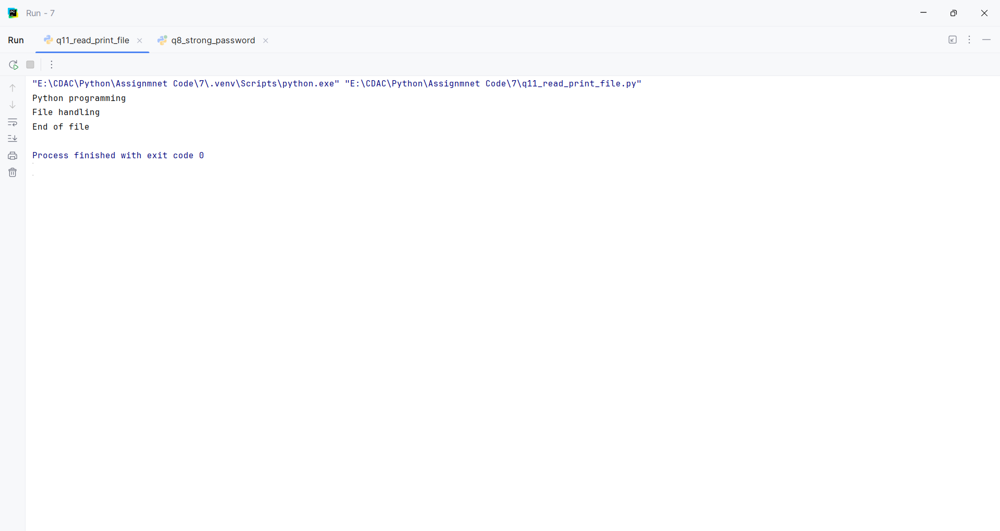 Run - 7
Run q11_read_print_file q8_strong_password
"E:\CDAC\Python\Assignmnet Code\7\.venv\Scripts\python.exe" "E:\CDAC\Python\Assignmnet Code\7\q11_read_print_file.py"
Python programming
File handling
End of file
Process finished with exit code 0